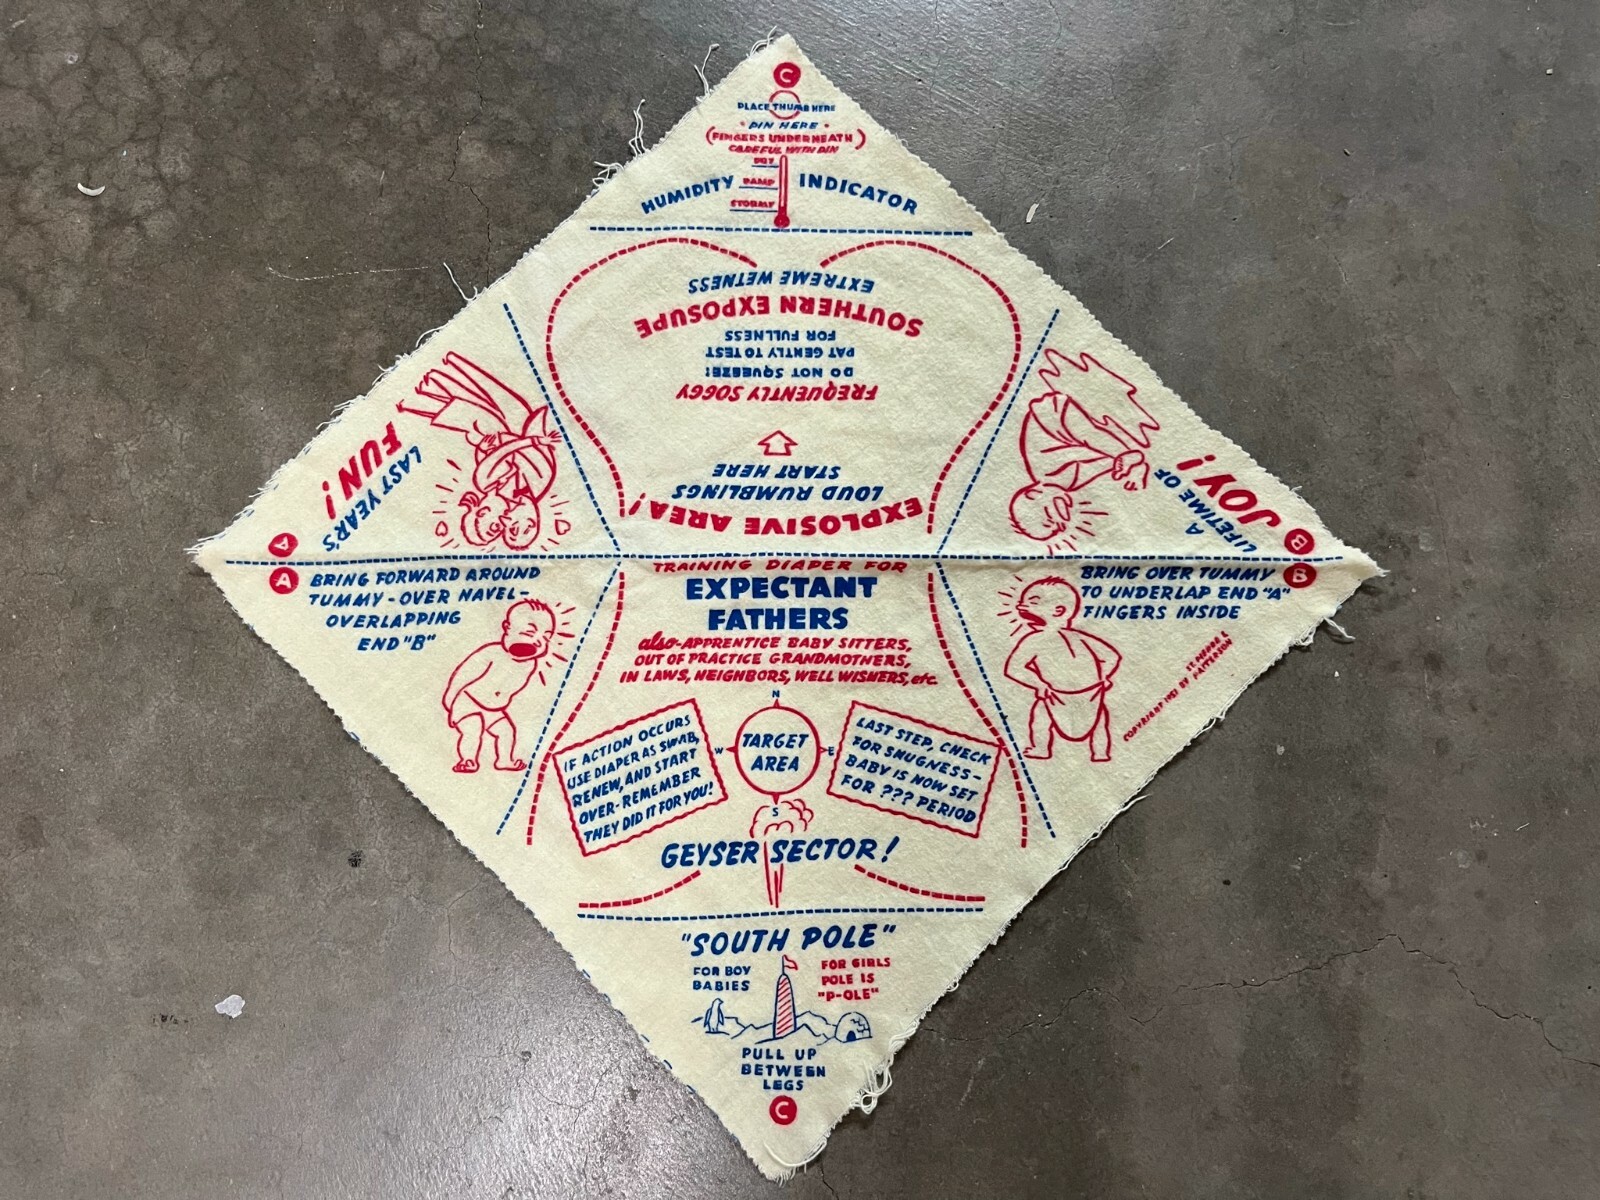 C
PLACE THUMB HERE
PIN HERE
(FINGERS UNDERNEATH)
CAREFUL WITH PIN
DRY
DAMP
STORMY
HUMIDITY INDICATOR
EXPLOSIVE AREA!
LOUD RUMBLINGS
START HERE
FREQUENTLY SOGGY
DO NOT SQUEEZE!
PAT GENTLY TO TEST
FOR FULLNESS
SOUTHERN EXPOSURE
EXTREME WETNESS
LAST YEAR'S
FUN!
A
A LIFETIME OF
JOY!
B
A
BRING FORWARD AROUND
TUMMY-OVER NAVEL-
OVERLAPPING
END "B"
TRAINING DIAPER FOR
EXPECTANT
FATHERS
also-APPRENTICE BABY SITTERS,
OUT OF PRACTICE GRANDMOTHERS,
IN LAWS, NEIGHBORS, WELL WISHERS, etc.
B
BRING OVER TUMMY
TO UNDERLAP END "A"
FINGERS INSIDE
COPYRIGHT 1951 BY
PATTERSON
IF ACTION OCCURS
USE DIAPER AS SWAB,
RENEW, AND START
OVER-REMEMBER
THEY DID IT FOR YOU!
N
W
E
S
TARGET
AREA
LAST STEP, CHECK
FOR SNUGNESS-
BABY IS NOW SET
FOR ??? PERIOD
GEYSER SECTOR!
"SOUTH POLE"
FOR BOY
BABIES
FOR GIRLS
POLE IS
"P-OLE"
PULL UP
BETWEEN
LEGS
C